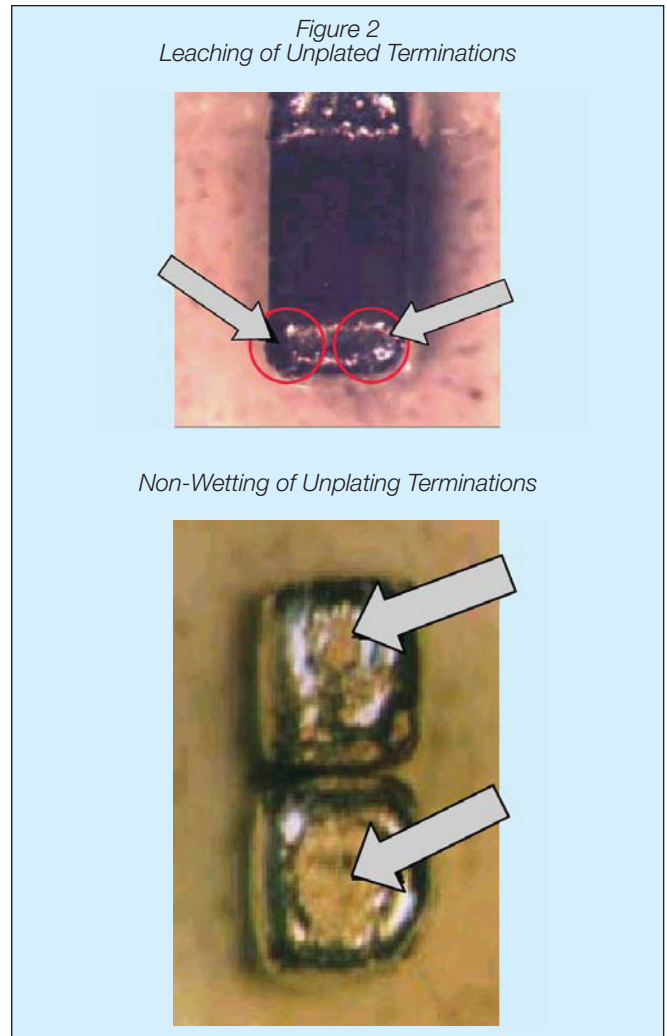 Figure 2
Leaching of Unplated Terminations
Non-Wetting of Unplating Terminations